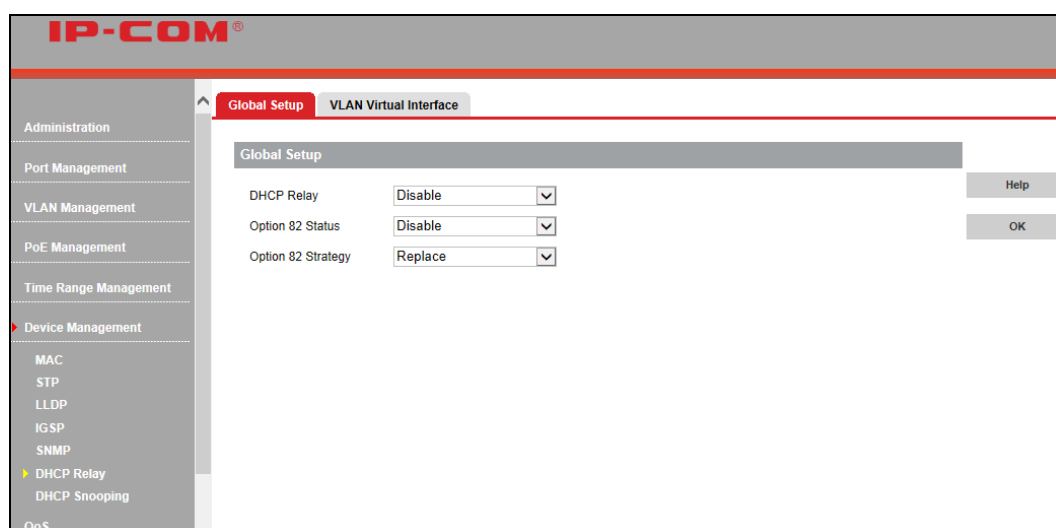 IP-COM®
Global Setup
VLAN Virtual Interface
Administration
Port Management
VLAN Management
PoE Management
Time Range Management
Device Management
MAC
STP
LLDP
IGSP
SNMP
DHCP Relay
DHCP Snooping
QoS
Global Setup
DHCP Relay Disable
Option 82 Status Disable
Option 82 Strategy Replace
Help
OK